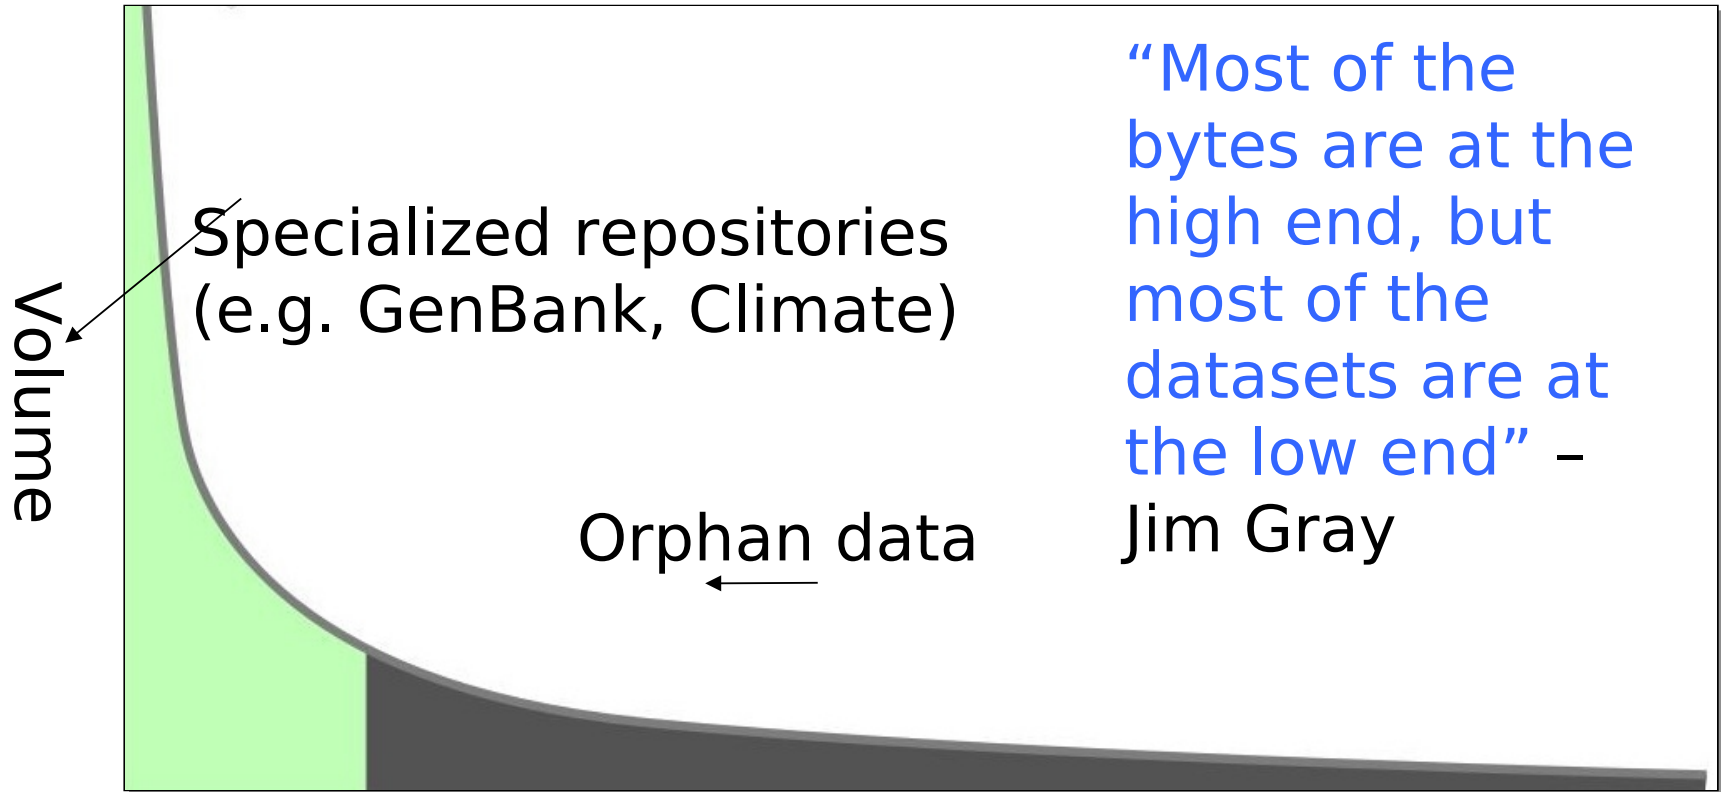 “Most of the
bytes are at the
high end, but
most of the
datasets are at
the low end” –
Jim Gray
Specialized repositories
(e.g. GenBank, Climate)
Volume
Orphan data